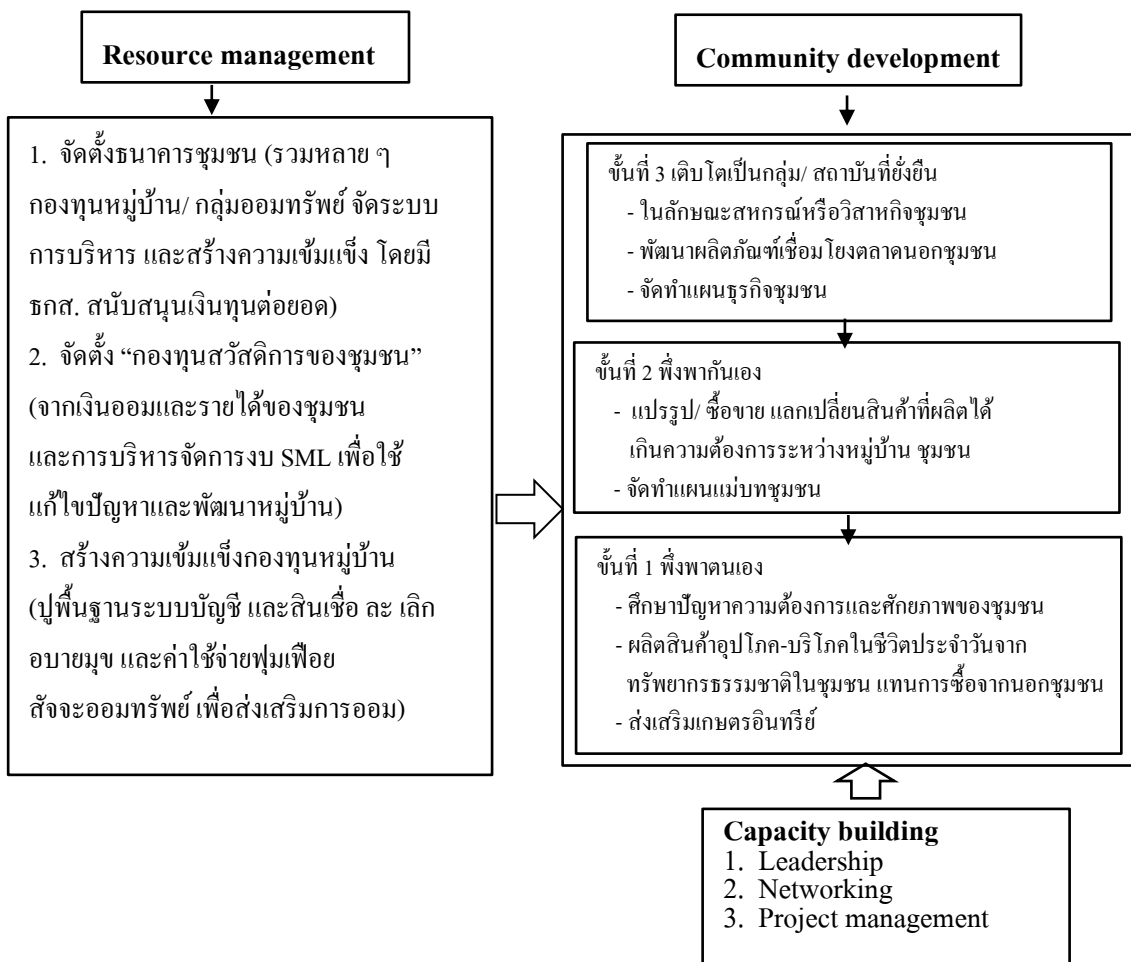 Resource management
1. จัดตั้งธนาคารชุมชน (รวมหลาย ๆ
กองทุนหมู่บ้าน/ กลุ่มออมทรัพย์ จัดระบบ
การบริหาร และสร้างความเข้มแข็ง โดยมี
ธกส. สนับสนุนเงินทุนต่อยอด)
2. จัดตั้ง “กองทุนสวัสดิการของชุมชน”
(จากเงินออมและรายได้ของชุมชน
และการบริหารจัดการงบ SML เพื่อใช้
แก้ไขปัญหาและพัฒนาหมู่บ้าน)
3. สร้างความเข้มแข็งกองทุนหมู่บ้าน
(ปูพื้นฐานระบบบัญชี และสินเชื่อ ละ เลิก
อบายมุข และค่าใช้จ่ายฟุมเฟือย
สัจจะออมทรัพย์ เพื่อส่งเสริมการออม)
Community development
ขั้นที่ 3 เติบโตเป็นกลุ่ม/ สถาบันที่ยั่งยืน
- ในลักษณะสหกรณ์หรือวิสาหกิจชุมชน
- พัฒนาผลิตภัณฑ์เชื่อมโยงตลาดนอกชุมชน
- จัดทำแผนธุรกิจชุมชน
ขั้นที่ 2 พึ่งพากันเอง
- แปรรูป/ ซื้อขาย แลกเปลี่ยนสินค้าที่ผลิตได้
เกินความต้องการระหว่างหมู่บ้าน ชุมชน
- จัดทำแผนแม่บทชุมชน
ขั้นที่ 1 พึ่งพาตนเอง
- ศึกษาปัญหาความต้องการและศักยภาพของชุมชน
- ผลิตสินค้าอุปโภค-บริโภคในชีวิตประจำวันจาก
ทรัพยากรธรรมชาติในชุมชน แทนการซื้อจากนอกชุมชน
- ส่งเสริมเกษตรอินทรีย์
Capacity building
1. Leadership
2. Networking
3. Project management